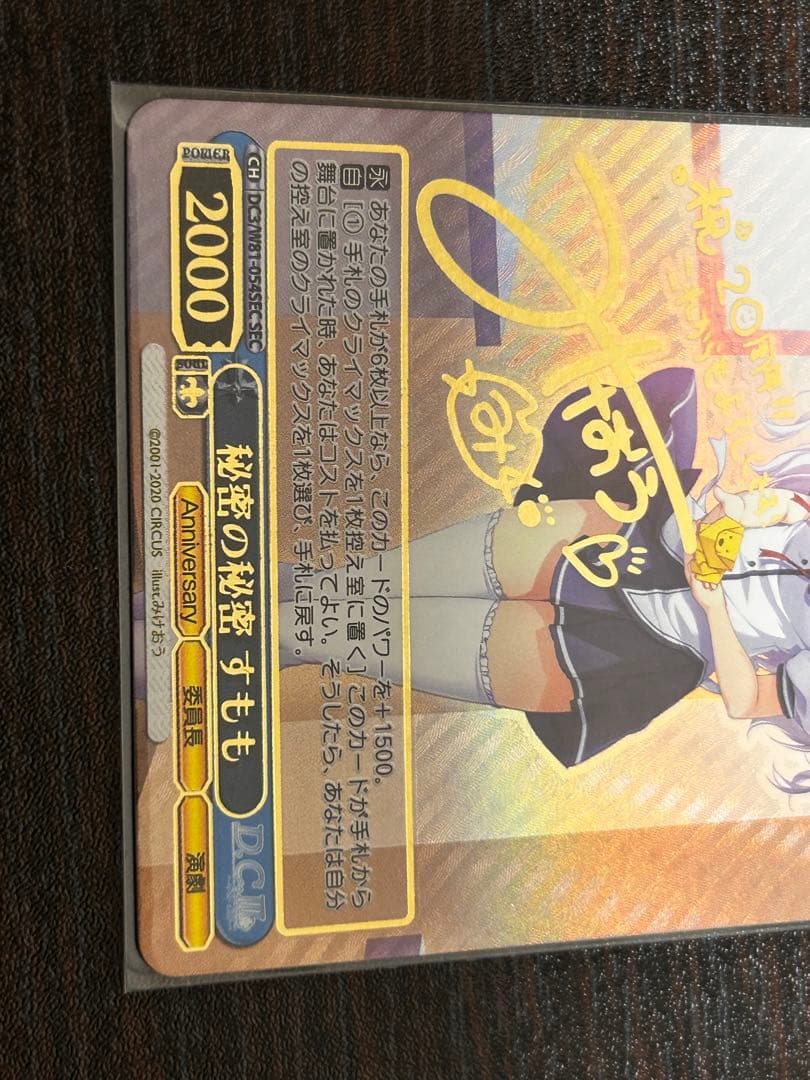 祝20周年!!
みけおう
永 あなたの手札が6枚以上なら、このカードのパワーを+1500。
自 [① 手札のクライマックスを1枚控え室に置く] このカードが手札から
舞台に置かれた時、あなたはコストを払ってよい。そうしたら、あなたは自分
の控え室のクライマックスを1枚選び、手札に戻す。
CH DC3/W81-054SEC SEC
POWER
2000
SOUL
秘密の秘密 すもも
D.C.II
Anniversary
委員長
演劇
©2001-2020 CIRCUS illust.みけおう